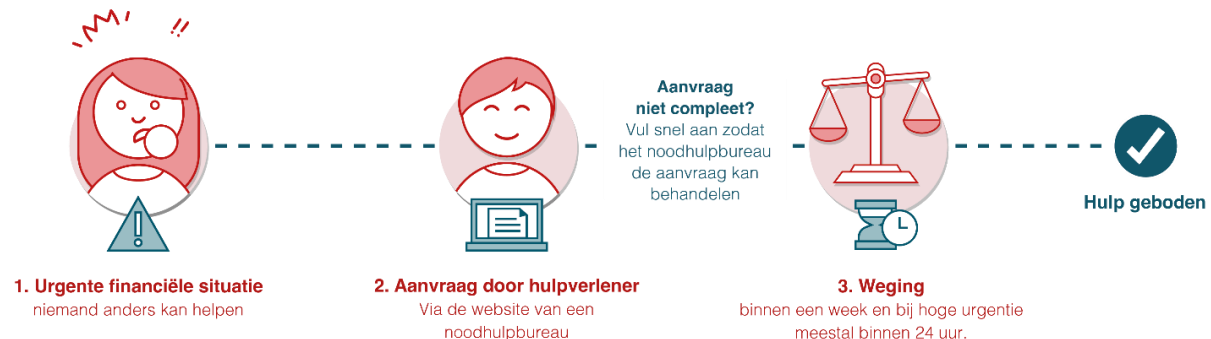 1. Urgente financiële situatie
niemand anders kan helpen
2. Aanvraag door hulpverlener
Via de website van een
noodhulpbureau
Aanvraag
niet compleet?
Vul snel aan zodat
het noodhulpbureau
de aanvraag kan
behandelen
3. Weging
binnen een week en bij hoge urgentie
meestal binnen 24 uur.
Hulp geboden